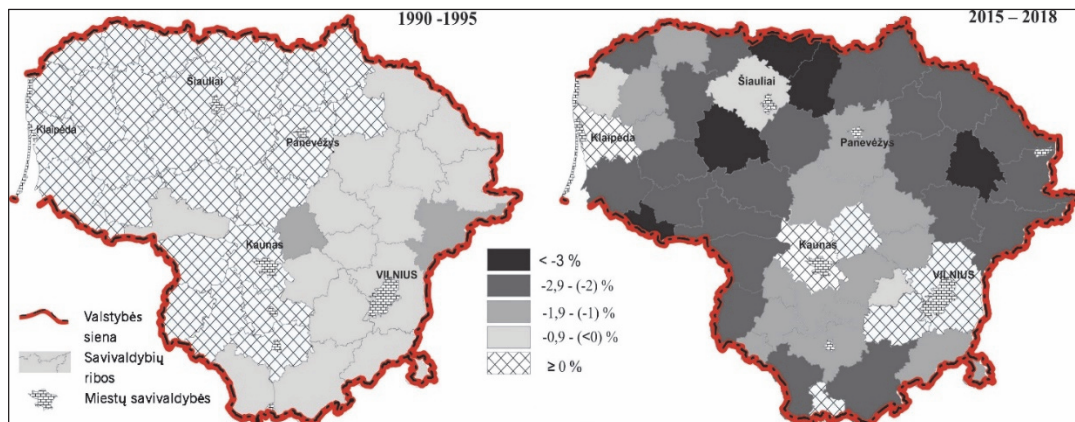 1990 -1995
Šiauliai
Klaipėda
Panevėžys
Kaunas
VILNIUS
Valstybės
siena
Savivaldybių
ribos
Miestų savivaldybės
< -3 %
-2,9 - (-2) %
-1,9 - (-1) %
-0,9 - (<0) %
≥ 0 %
2015 – 2018
Šiauliai
Klaipėda
Panevėžys
Kaunas
VILNIUS